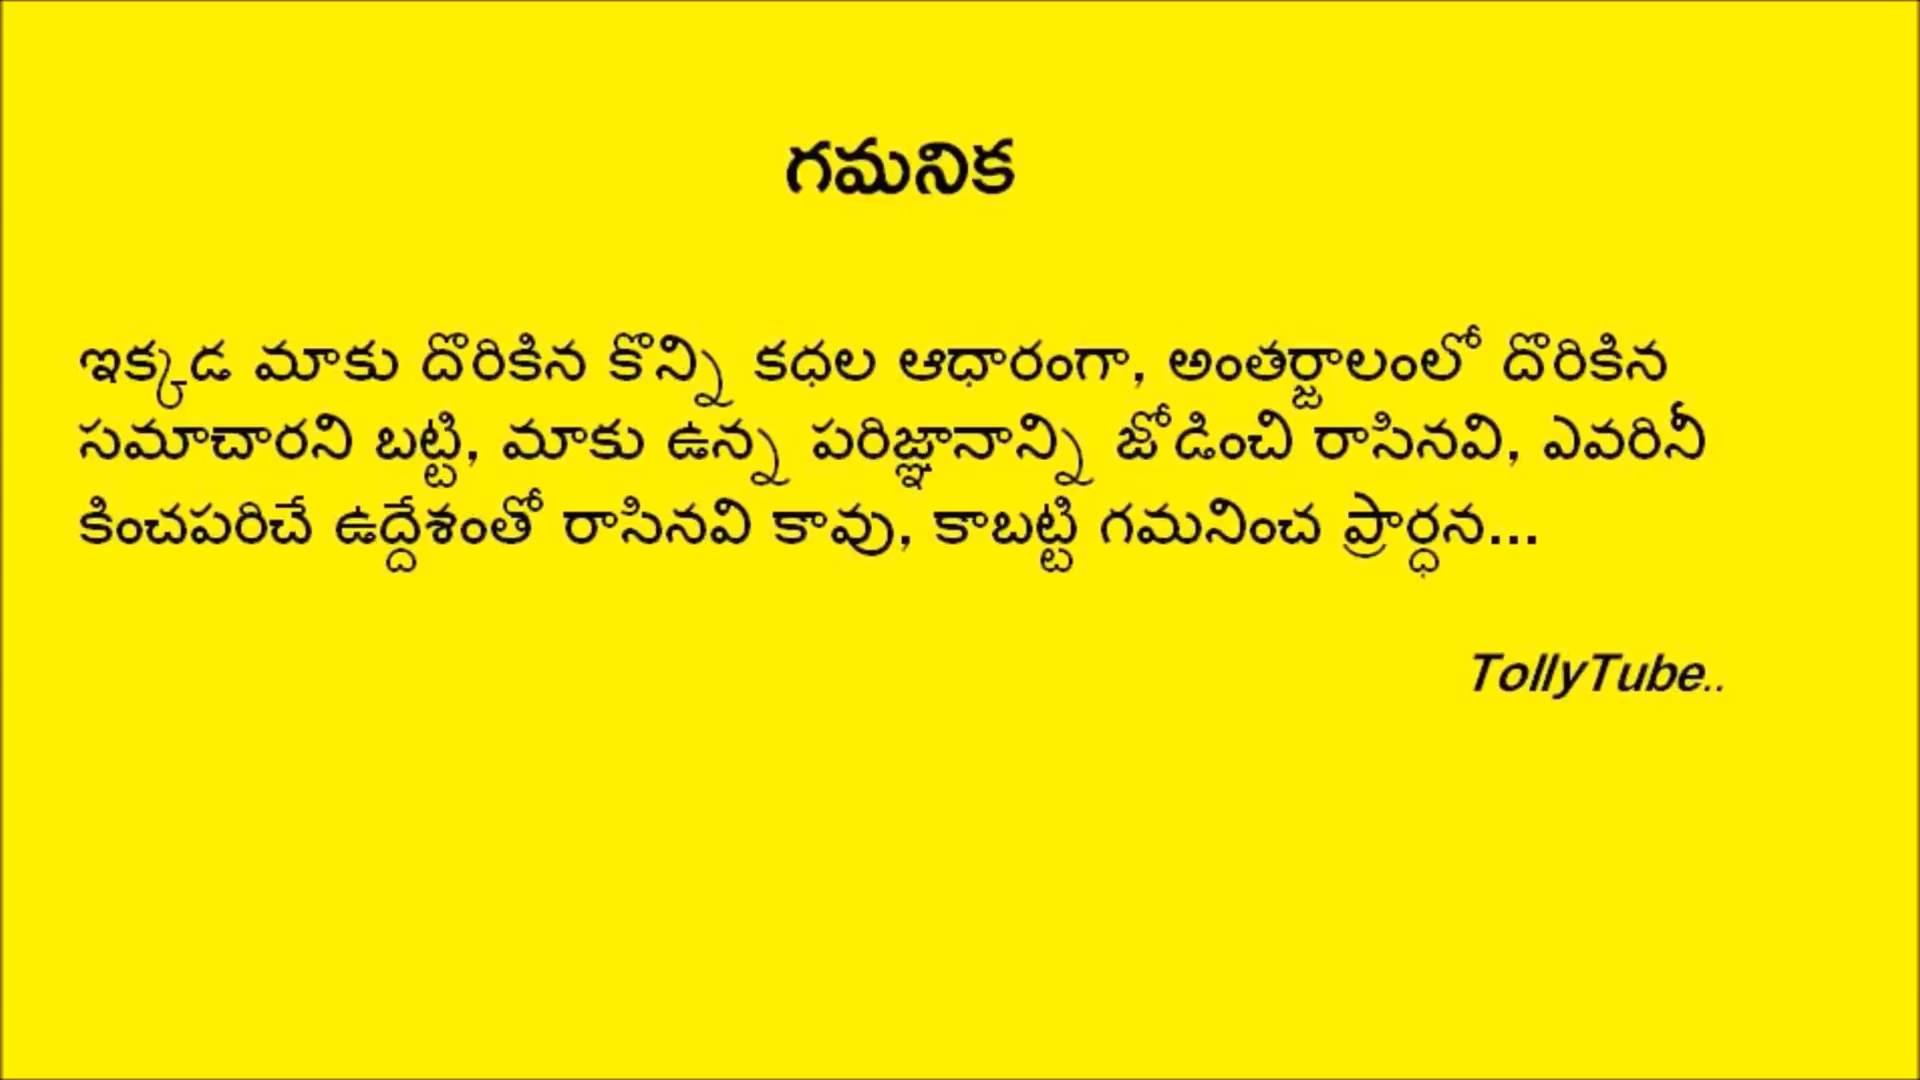 గమనిక
ఇక్కడ మాకు దొరికిన కొన్ని కధల ఆధారంగా, అంతర్జాలంలో దొరికిన
సమాచారని బట్టి, మాకు ఉన్న పరిజ్ఞానాన్ని జోడించి రాసినవి, ఎవరినీ
కించపరిచే ఉద్దేశంతో రాసినవి కావు, కాబట్టి గమనించ ప్రార్ధన...
TollyTube..